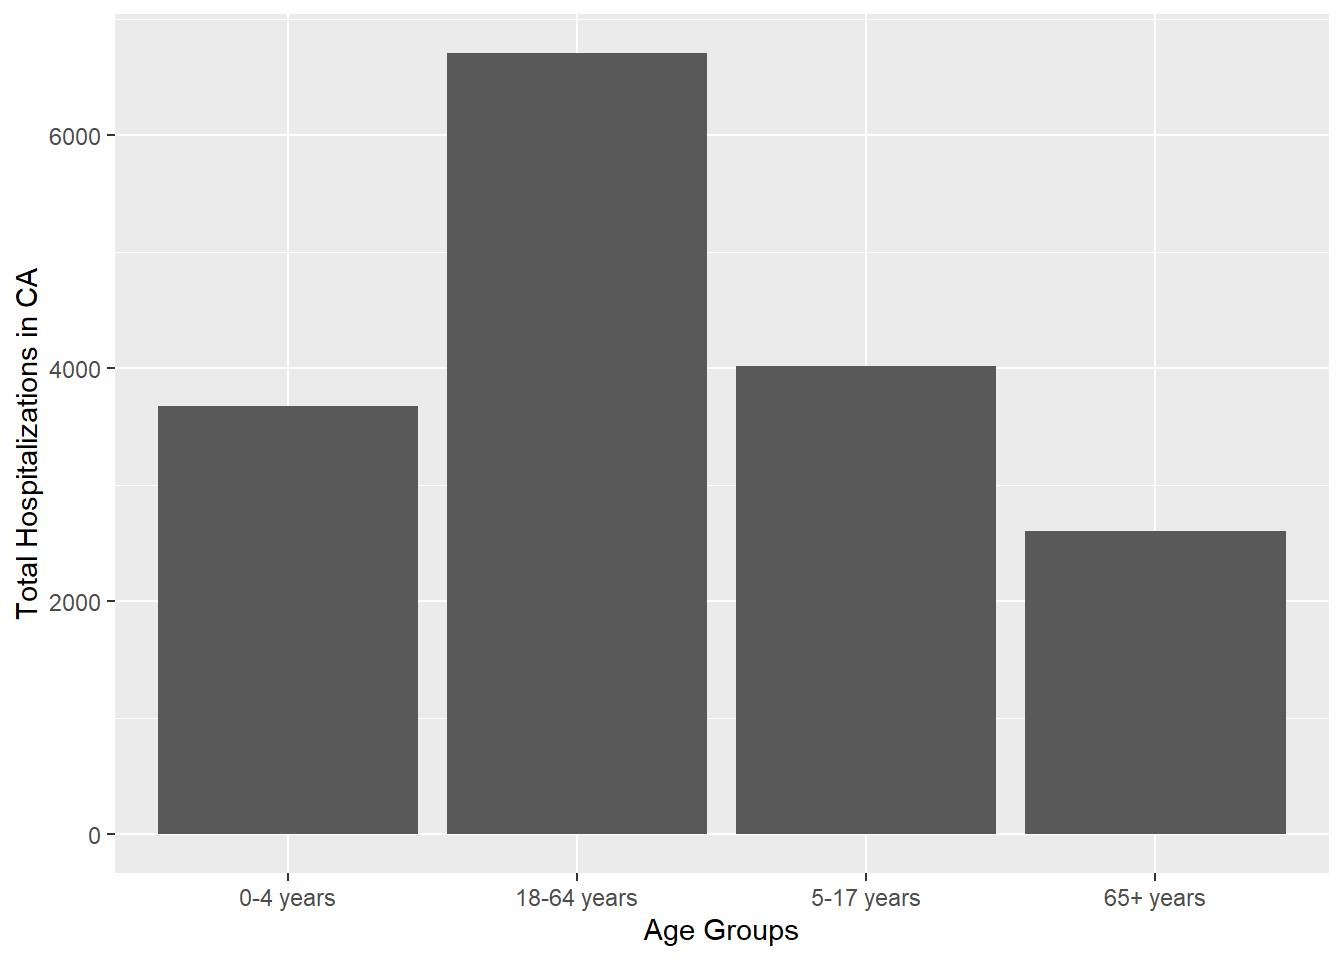 Total Hospitalizations in CA
6000
4000
2000
0
0-4 years
18-64 years
5-17 years
65+ years
Age Groups